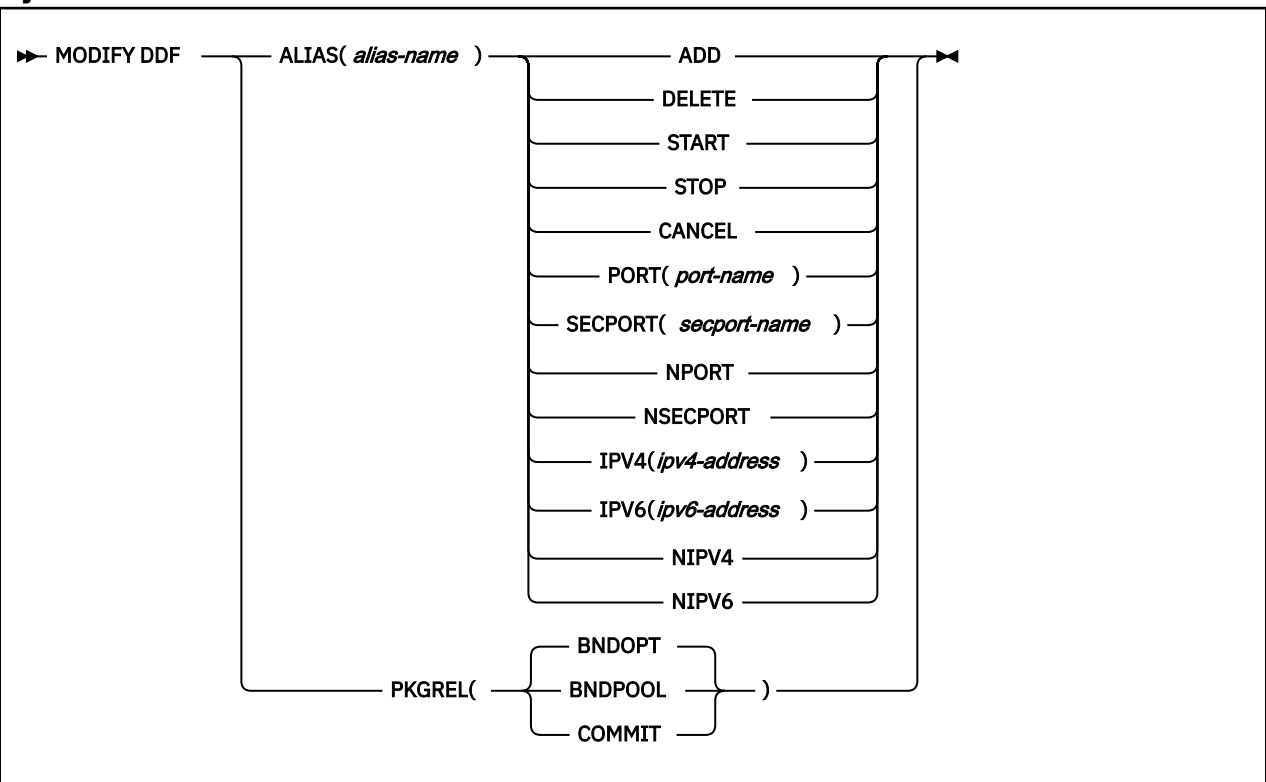 MODIFY DDF ALIAS( alias-name ) ADD
DELETE
START
STOP
CANCEL
PORT( port-name )
SECPORT( secport-name )
NPORT
NSECPORT
IPV4(ipv4-address )
IPV6(ipv6-address )
NIPV4
NIPV6
BNDOPT
PKGREL( BNDPOOL )
COMMIT